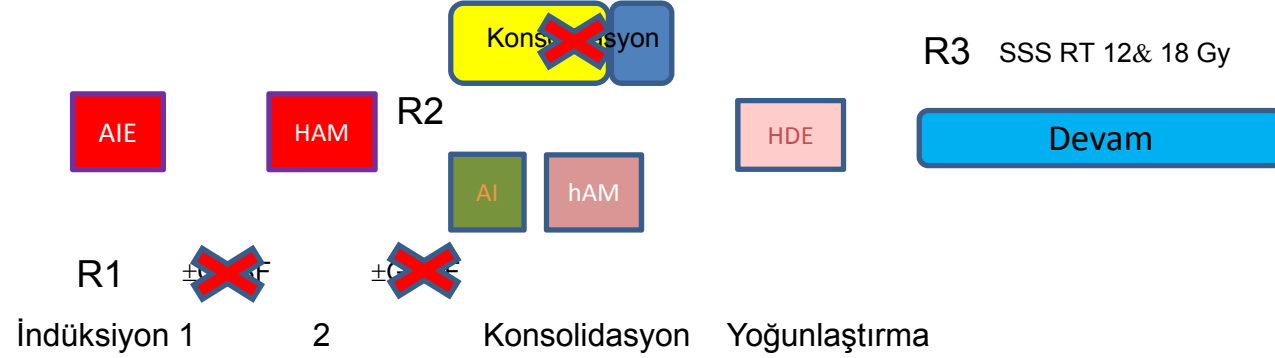 R3 SSS RT 12& 18 Gy
AIE
HAM
R2
HDE
Devam
AI
hAM
R1
İndüksiyon 1
2
Konsolidasyon
Yoğunlaştırma